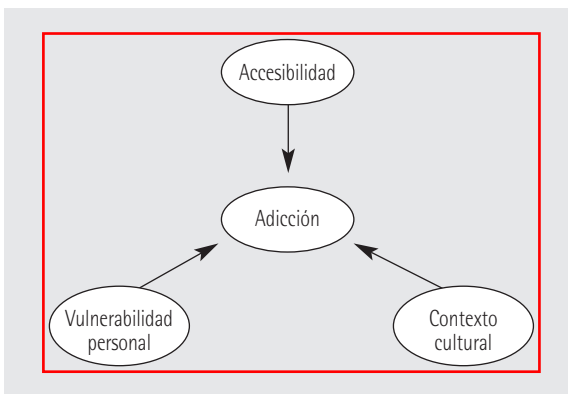 Accesibilidad
Adicción
Vulnerabilidad
personal
Contexto
cultural